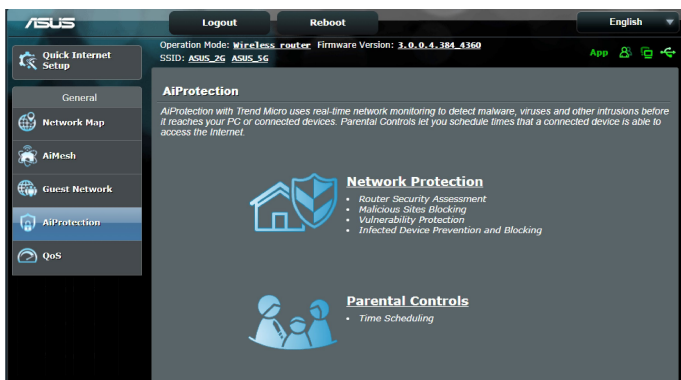 ASUS
Logout
Reboot
English
Quick Internet
Setup
Operation Mode: Wireless router Firmware Version: 3.0.0.4.384_4360
SSID: ASUS_2G ASUS_5G
App
General
Network Map
AiMesh
Guest Network
AiProtection
QoS
AiProtection
AiProtection with Trend Micro uses real-time network monitoring to detect malware, viruses and other intrusions before
it reaches your PC or connected devices. Parental Controls let you schedule times that a connected device is able to
access the Internet.
Network Protection
• Router Security Assessment
• Malicious Sites Blocking
• Vulnerability Protection
• Infected Device Prevention and Blocking
Parental Controls
• Time Scheduling